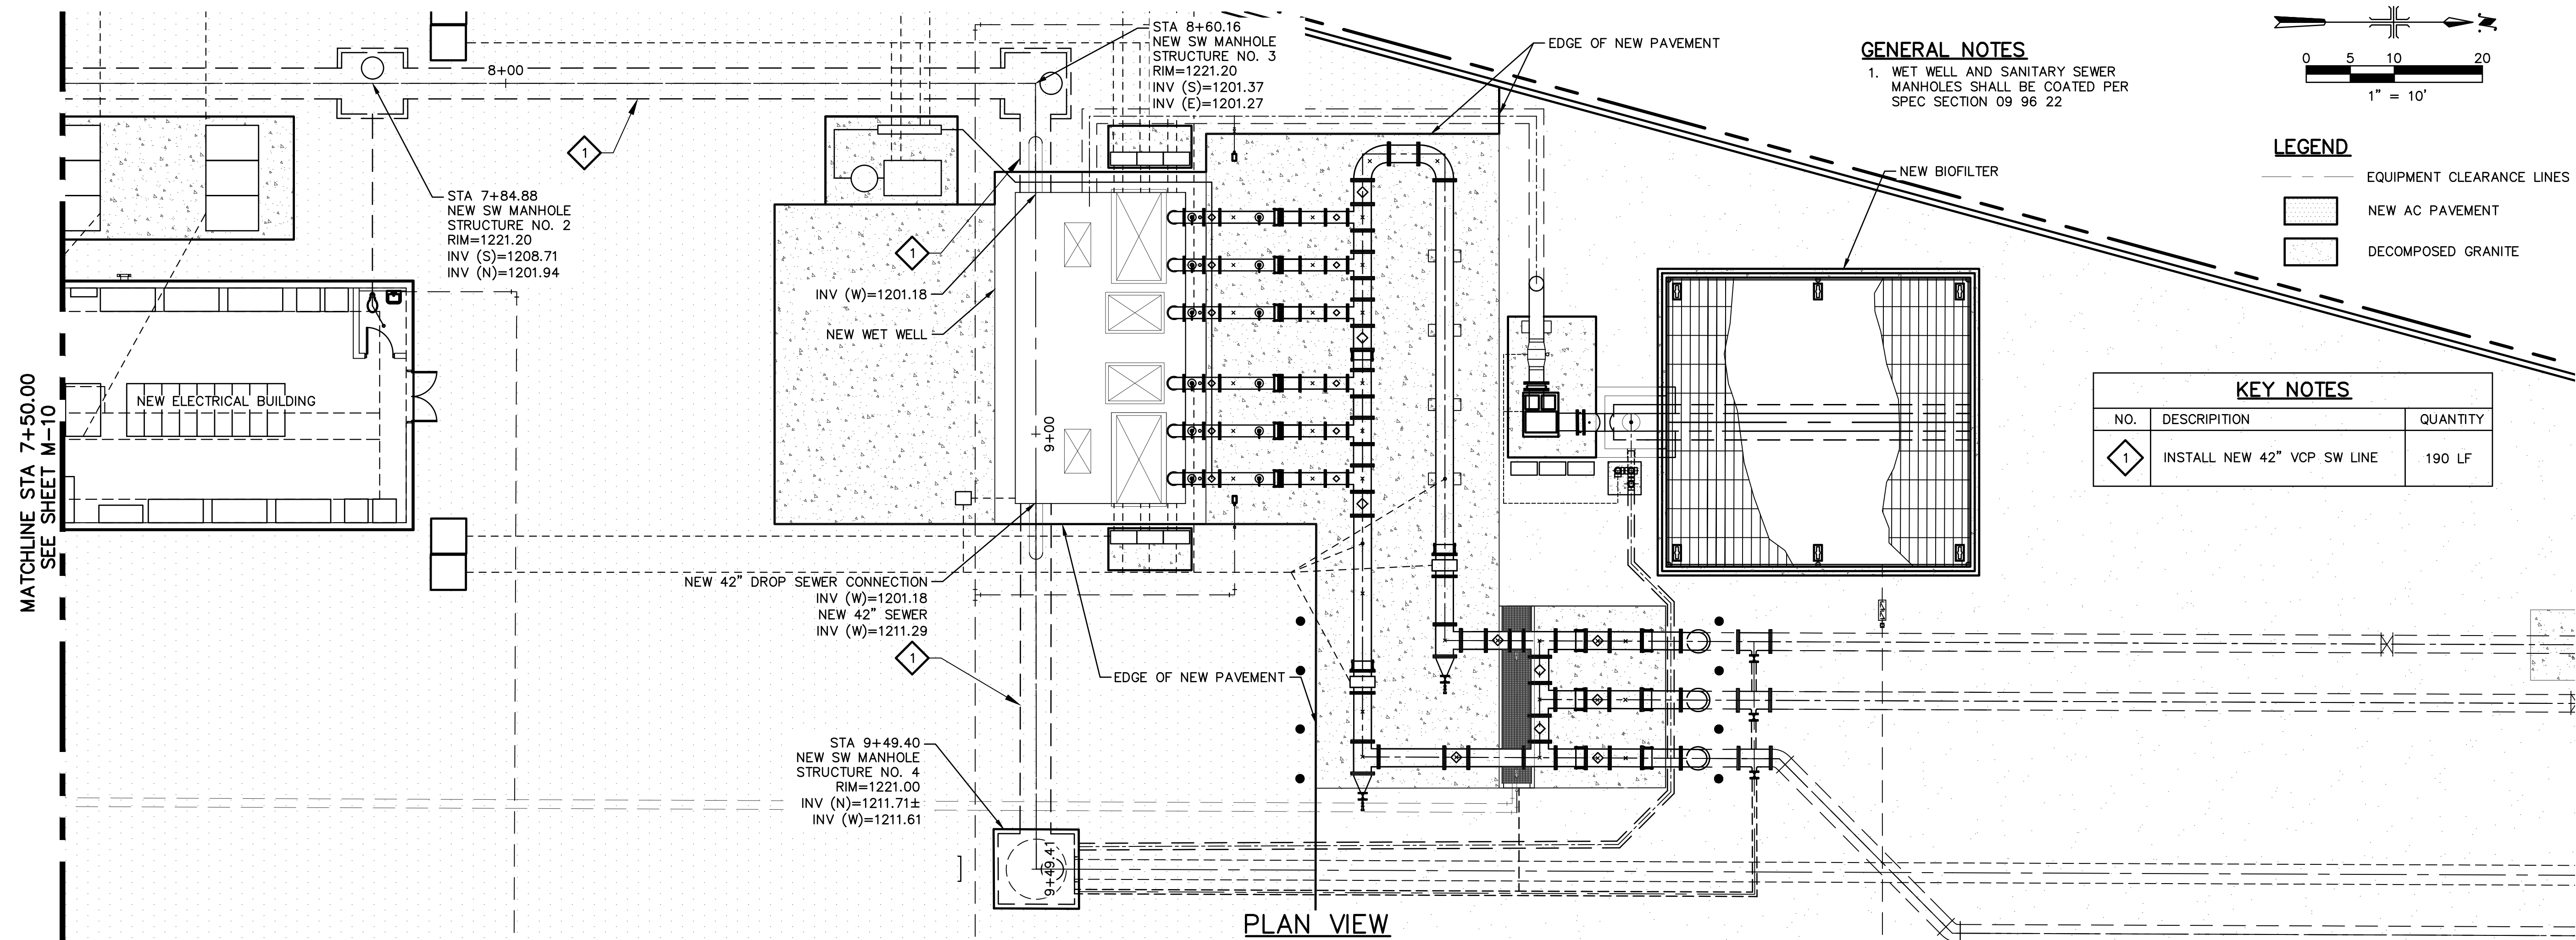 STA 8+60.16
NEW SW MANHOLE
STRUCTURE NO. 3
RIM=1221.20
INV (S)=1201.37
INV (E)=1201.27
EDGE OF NEW PAVEMENT
GENERAL NOTES
1. WET WELL AND SANITARY SEWER
MANHOLES SHALL BE COATED PER
SPEC SECTION 09 96 22
N
0 5 10 20
1" = 10'
LEGEND
EQUIPMENT CLEARANCE LINES
NEW AC PAVEMENT
DECOMPOSED GRANITE
8+00
1
STA 7+84.88
NEW SW MANHOLE
STRUCTURE NO. 2
RIM=1221.20
INV (S)=1208.71
INV (N)=1201.94
NEW BIOFILTER
1
INV (W)=1201.18
NEW WET WELL
NEW ELECTRICAL BUILDING
MATCHLINE STA 7+50.00
SEE SHEET M-10
9+00
KEY NOTES
NO. DESCRIPITION QUANTITY
1 INSTALL NEW 42" VCP SW LINE 190 LF
NEW 42" DROP SEWER CONNECTION
INV (W)=1201.18
NEW 42" SEWER
INV (W)=1211.29
1
EDGE OF NEW PAVEMENT
STA 9+49.40
NEW SW MANHOLE
STRUCTURE NO. 4
RIM=1221.00
INV (N)=1211.71±
INV (W)=1211.61
9+49.41
PLAN VIEW